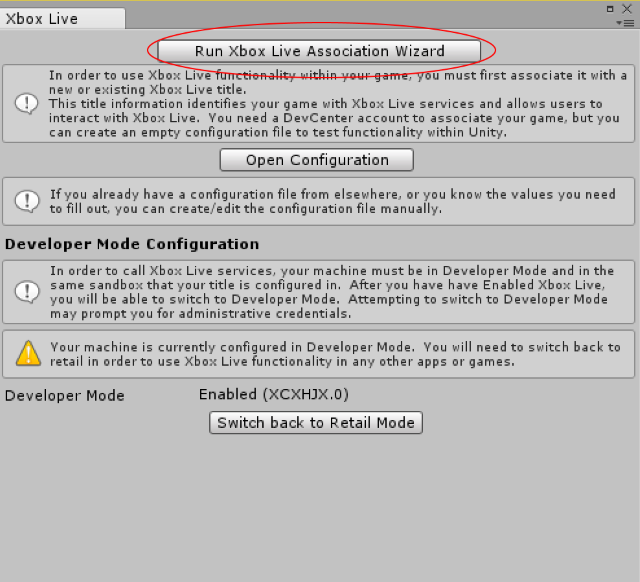 Xbox Live
Run Xbox Live Association Wizard
In order to use Xbox Live functionality within your game, you must first associate it with a
new or existing Xbox Live title.
This title information identifies your game with Xbox Live services and allows users to
interact with Xbox Live.  You need a DevCenter account to associate your game, but you
can create an empty configuration file to test functionality within Unity.
Open Configuration
If you already have a configuration file from elsewhere, or you know the values you need
to fill out, you can create/edit the configuration file manually.
Developer Mode Configuration
In order to call Xbox Live services, your machine must be in Developer Mode and in the
same sandbox that your title is configured in.  After you have have Enabled Xbox Live,
you will be able to switch to Developer Mode.  Attempting to switch to Developer Mode
may prompt you for administrative credentials.
Your machine is currently configured in Developer Mode.  You will need to switch back to
retail in order to use Xbox Live functionality in any other apps or games.
Developer Mode Enabled (XCXHJX.0)
Switch back to Retail Mode